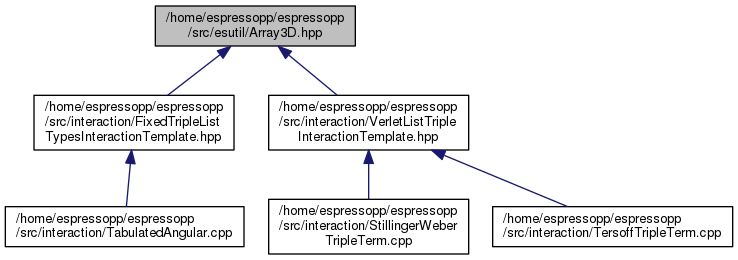 /home/espressopp/espressopp
/src/esutil/Array3D.hpp
/home/espressopp/espressopp
/src/interaction/FixedTripleList
TypesInteractionTemplate.hpp
/home/espressopp/espressopp
/src/interaction/VerletListTriple
InteractionTemplate.hpp
/home/espressopp/espressopp
/src/interaction/TabulatedAngular.cpp
/home/espressopp/espressopp
/src/interaction/StillingerWeber
TripleTerm.cpp
/home/espressopp/espressopp
/src/interaction/TersoffTripleTerm.cpp